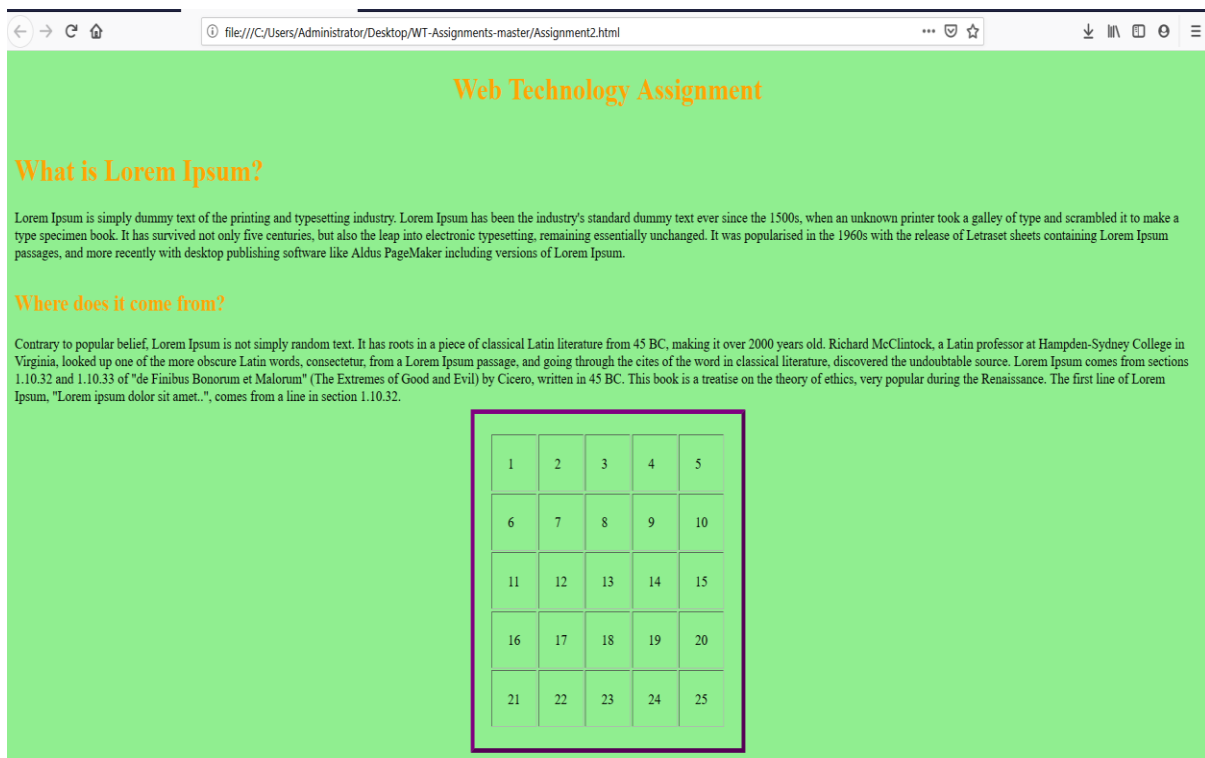 file:///C:/Users/Administrator/Desktop/WT-Assignments-master/Assignment2.html
Web Technology Assignment
What is Lorem Ipsum?
Lorem Ipsum is simply dummy text of the printing and typesetting industry. Lorem Ipsum has been the industry's standard dummy text ever since the 1500s, when an unknown printer took a galley of type and scrambled it to make a
type specimen book. It has survived not only five centuries, but also the leap into electronic typesetting, remaining essentially unchanged. It was popularised in the 1960s with the release of Letraset sheets containing Lorem Ipsum
passages, and more recently with desktop publishing software like Aldus PageMaker including versions of Lorem Ipsum.
Where does it come from?
Contrary to popular belief, Lorem Ipsum is not simply random text. It has roots in a piece of classical Latin literature from 45 BC, making it over 2000 years old. Richard McClintock, a Latin professor at Hampden-Sydney College in
Virginia, looked up one of the more obscure Latin words, consectetur, from a Lorem Ipsum passage, and going through the cites of the word in classical literature, discovered the undoubtable source. Lorem Ipsum comes from sections
1.10.32 and 1.10.33 of "de Finibus Bonorum et Malorum" (The Extremes of Good and Evil) by Cicero, written in 45 BC. This book is a treatise on the theory of ethics, very popular during the Renaissance. The first line of Lorem
Ipsum, "Lorem ipsum dolor sit amet..", comes from a line in section 1.10.32.
1 2 3 4 5
6 7 8 9 10
11 12 13 14 15
16 17 18 19 20
21 22 23 24 25